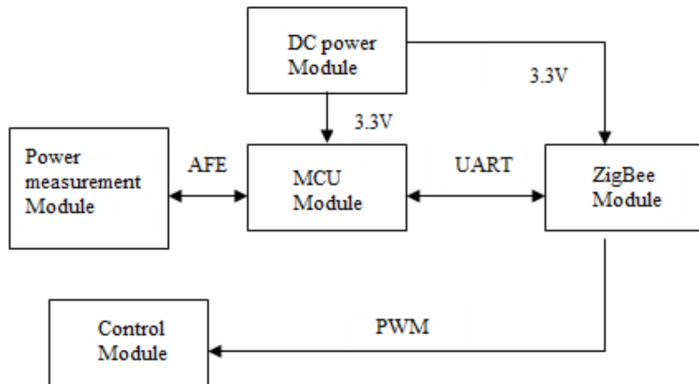 DC power
Module
3.3V
3.3V
Power
measurement
Module
AFE
MCU
Module
UART
ZigBee
Module
Control
Module
PWM